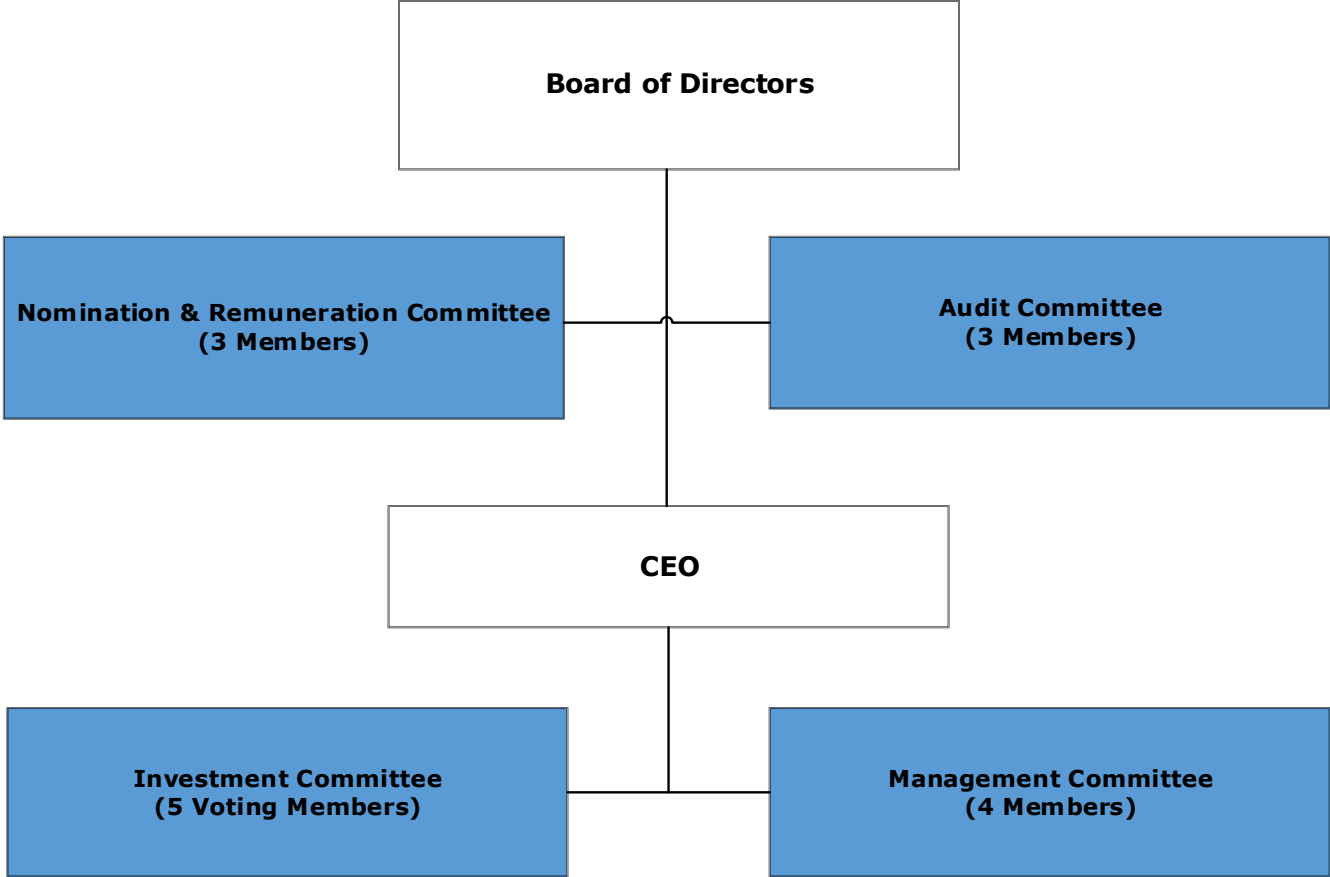 Board of Directors
Nomination & Remuneration Committee
(3 Members)
Audit Committee
(3 Members)
CEO
Investment Committee
(5 Voting Members)
Management Committee
(4 Members)